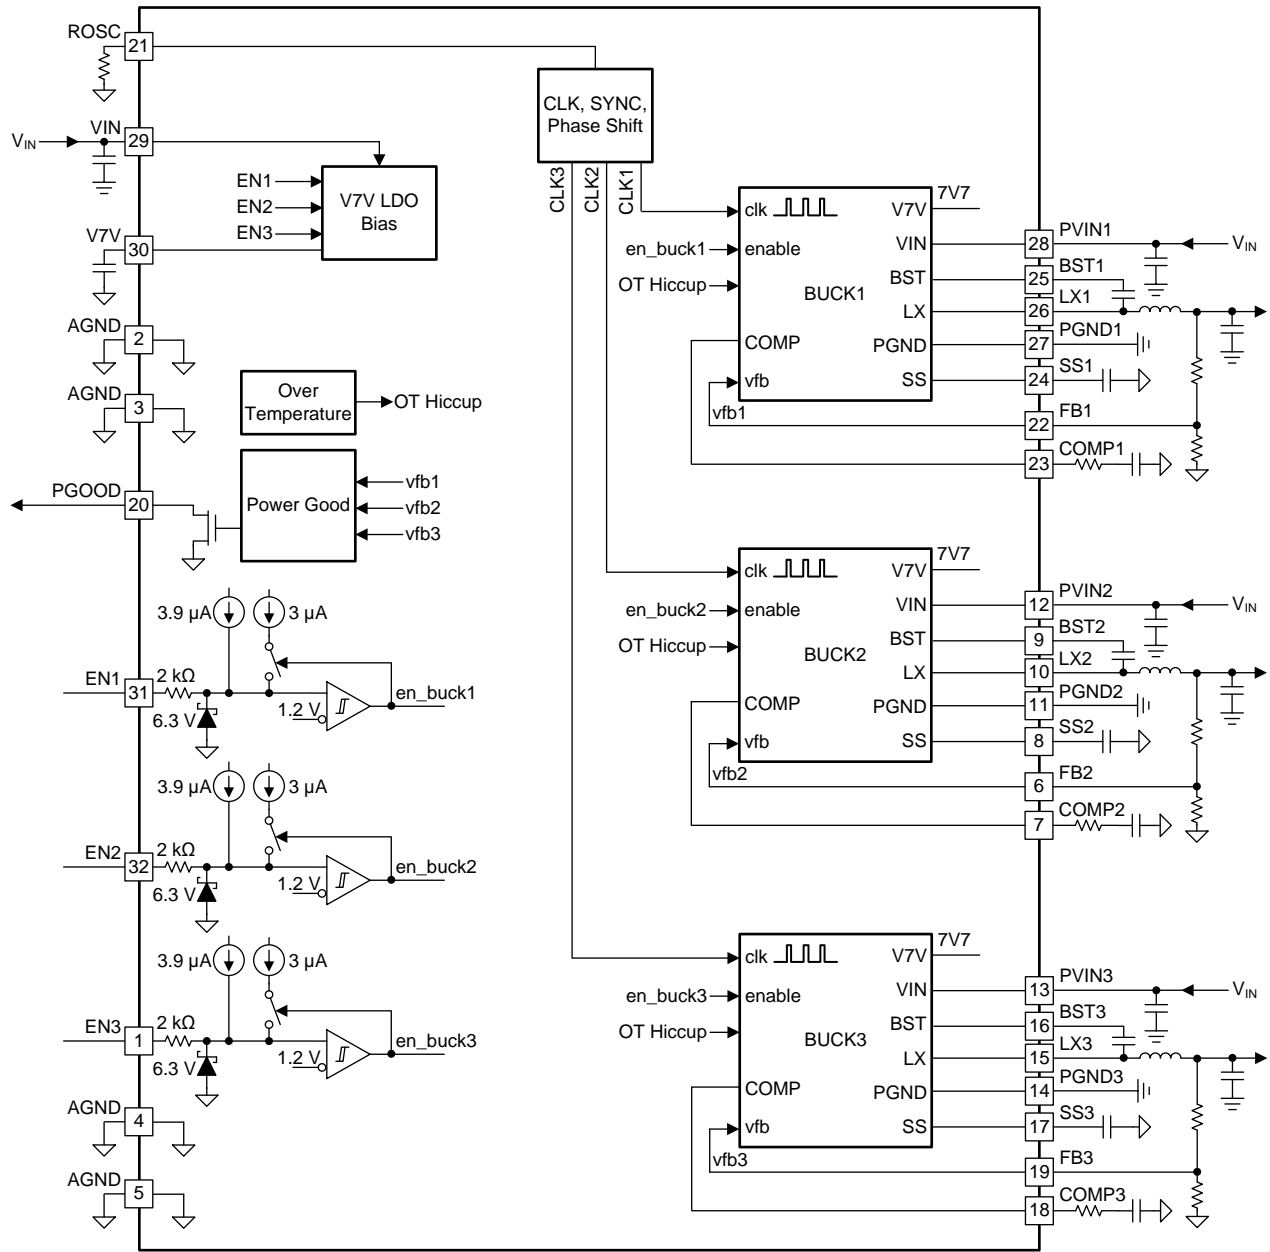 ROSC
21
CLK, SYNC,
Phase Shift
VIN
29
VIN
EN1
EN2
EN3
V7V LDO
Bias
V7V
30
CLK3
CLK2
CLK1
AGND
2
AGND
3
Over
Temperature
OT Hiccup
PGOOD
20
Power Good
vfb1
vfb2
vfb3
3.9 µA
3 µA
EN1
31
2 kΩ
6.3 V
1.2 V
en_buck1
3.9 µA
3 µA
EN2
32
2 kΩ
6.3 V
1.2 V
en_buck2
3.9 µA
3 µA
EN3
1
2 kΩ
6.3 V
1.2 V
en_buck3
AGND
4
AGND
5
clk
V7V
7V7
en_buck1
enable
VIN
28
PVIN1
VIN
OT Hiccup
BUCK1
BST
25
BST1
LX
26
LX1
COMP
PGND
27
PGND1
vfb
SS
24
SS1
vfb1
22
FB1
23
COMP1
clk
V7V
7V7
en_buck2
enable
VIN
12
PVIN2
VIN
OT Hiccup
BUCK2
BST
9
BST2
LX
10
LX2
COMP
PGND
11
PGND2
vfb
SS
8
SS2
vfb2
6
FB2
7
COMP2
clk
V7V
7V7
en_buck3
enable
VIN
13
PVIN3
VIN
OT Hiccup
BUCK3
BST
16
BST3
LX
15
LX3
COMP
PGND
14
PGND3
vfb
SS
17
SS3
vfb3
19
FB3
18
COMP3